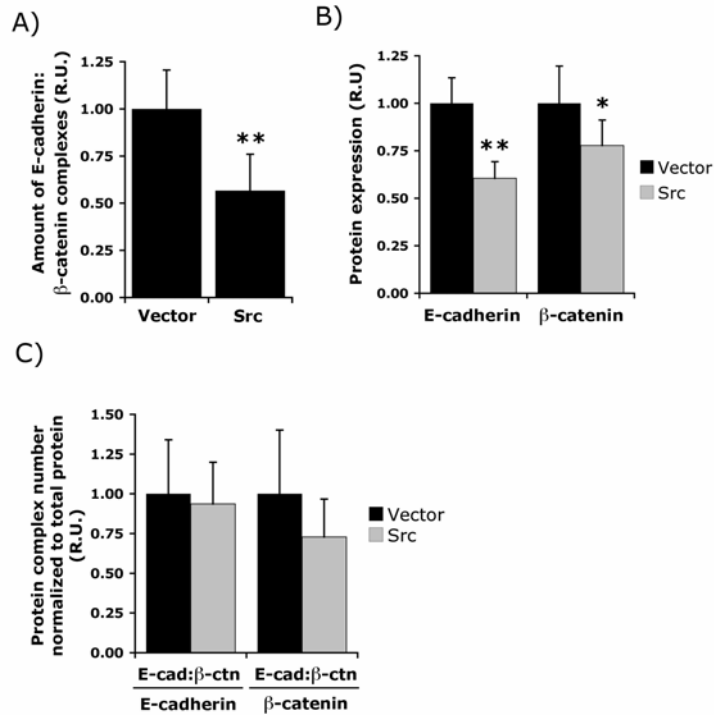 A)
Amount of E-cadherin:
β-catenin complexes (R.U.)
1.25
1.00
0.75
0.50
0.25
0.00
**
Vector
Src
B)
Protein expression (R.U)
1.25
1.00
0.75
0.50
0.25
0.00
**
*
E-cadherin
β-catenin
Vector
Src
C)
Protein complex number
normalized to total protein
(R.U.)
1.50
1.25
1.00
0.75
0.50
0.25
0.00
E-cad:β-ctn
E-cadherin
E-cad:β-ctn
β-catenin
Vector
Src